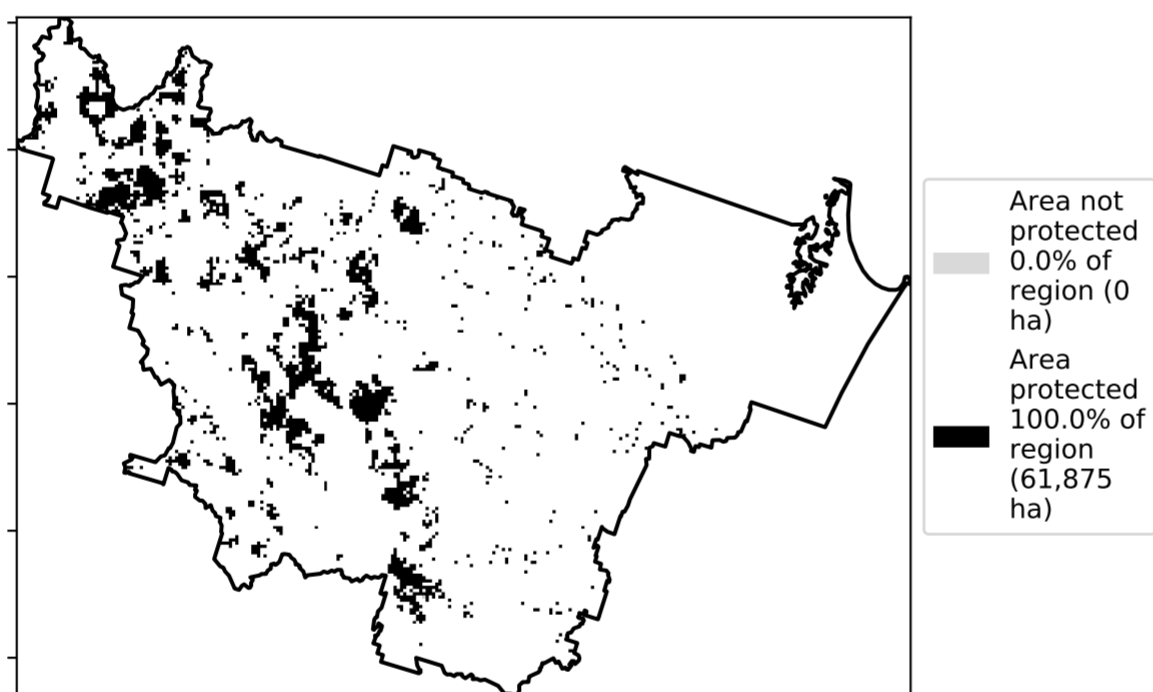 Area not
protected
0.0% of
region (0
ha)
Area
protected
100.0% of
region
(61,875
ha)